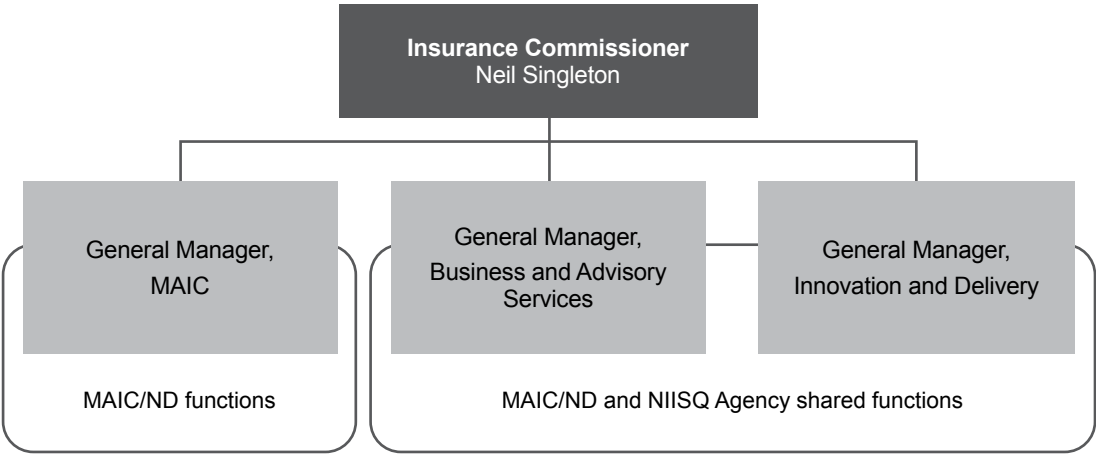 Insurance Commissioner
Neil Singleton
General Manager,
MAIC
General Manager,
Business and Advisory
Services
General Manager,
Innovation and Delivery
MAIC/ND functions
MAIC/ND and NIISQ Agency shared functions